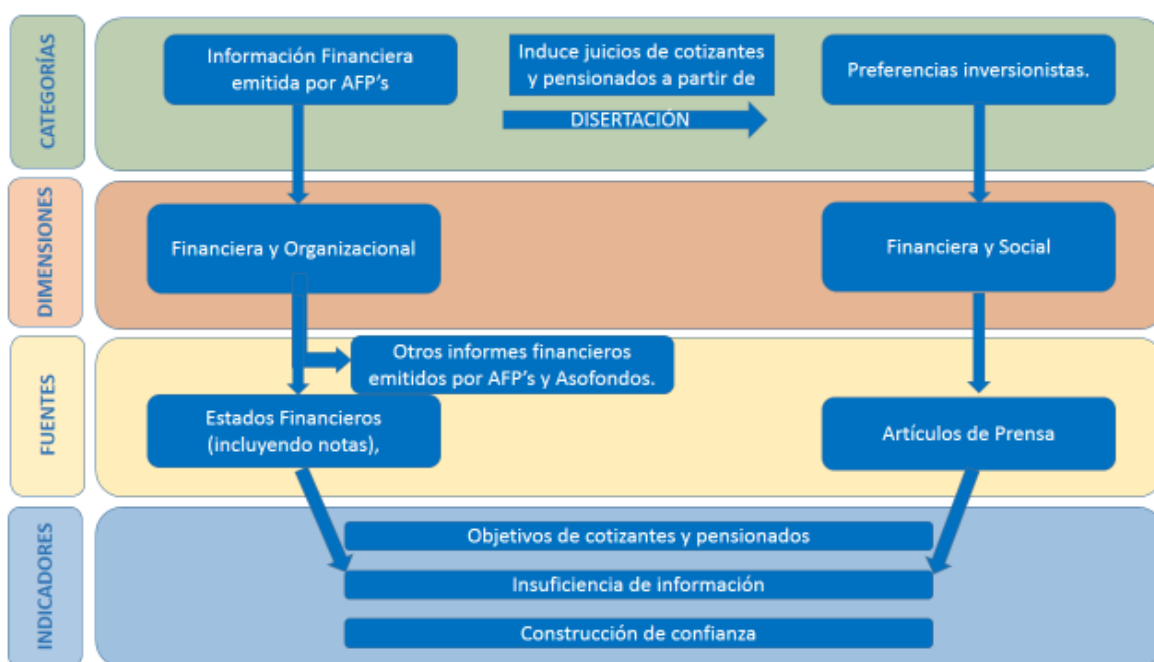 CATEGORÍAS
Información Financiera
emitida por AFP's
Induce juicios de cotizantes
y pensionados a partir de
DISERTACIÓN
Preferencias inversionistas.
DIMENSIONES
Financiera y Organizacional
Financiera y Social
FUENTES
Otros informes financieros
emitidos por AFP's y Asofondos.
Estados Financieros
(incluyendo notas),
Artículos de Prensa
INDICADORES
Objetivos de cotizantes y pensionados
Insuficiencia de información
Construcción de confianza